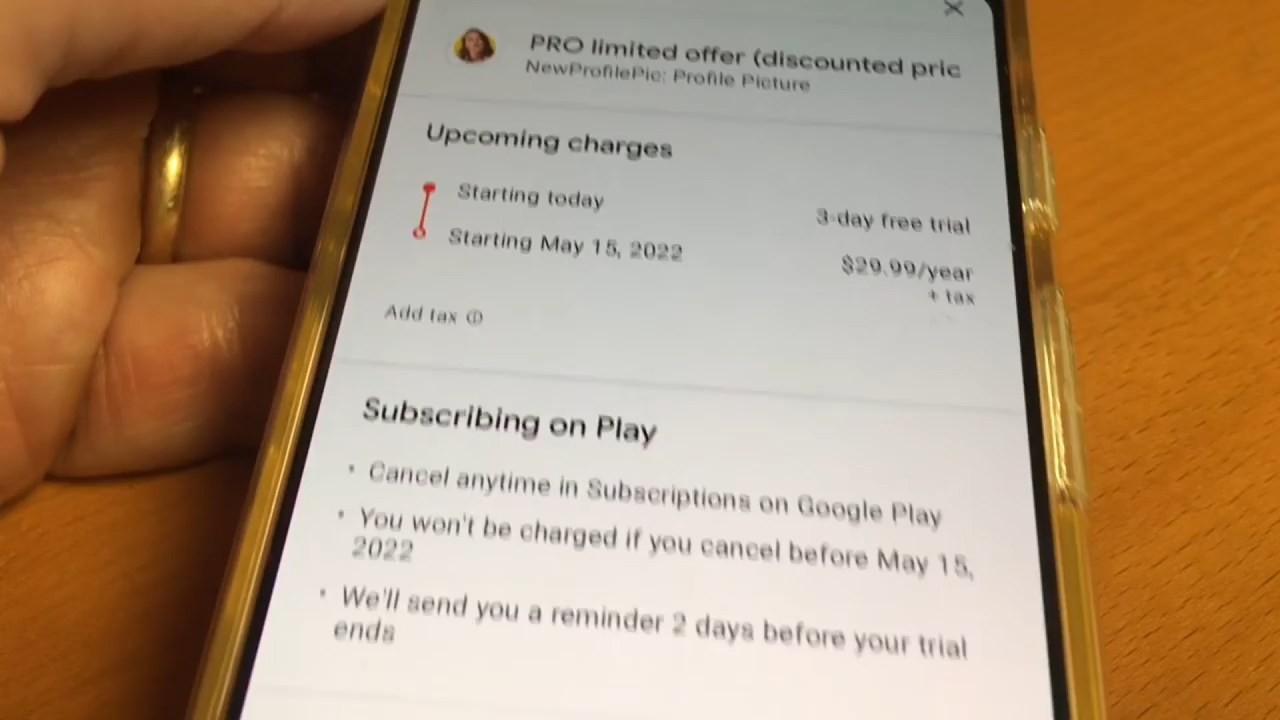 PRO limited offer (discounted pric
NewProfilePic: Profile Picture
Upcoming charges
Starting today
3-day free trial
Starting May 15, 2022
$29.99/year
+ tax
Add tax
Subscribing on Play
• Cancel anytime in Subscriptions on Google Play
• You won't be charged if you cancel before May 15,
2022
• We'll send you a reminder 2 days before your trial
ends